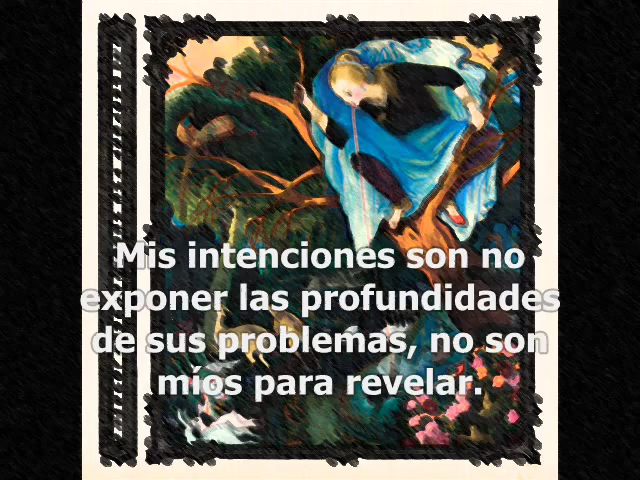 Mis intenciones son no
exponer las profundidades
de sus problemas, no son
míos para revelar.